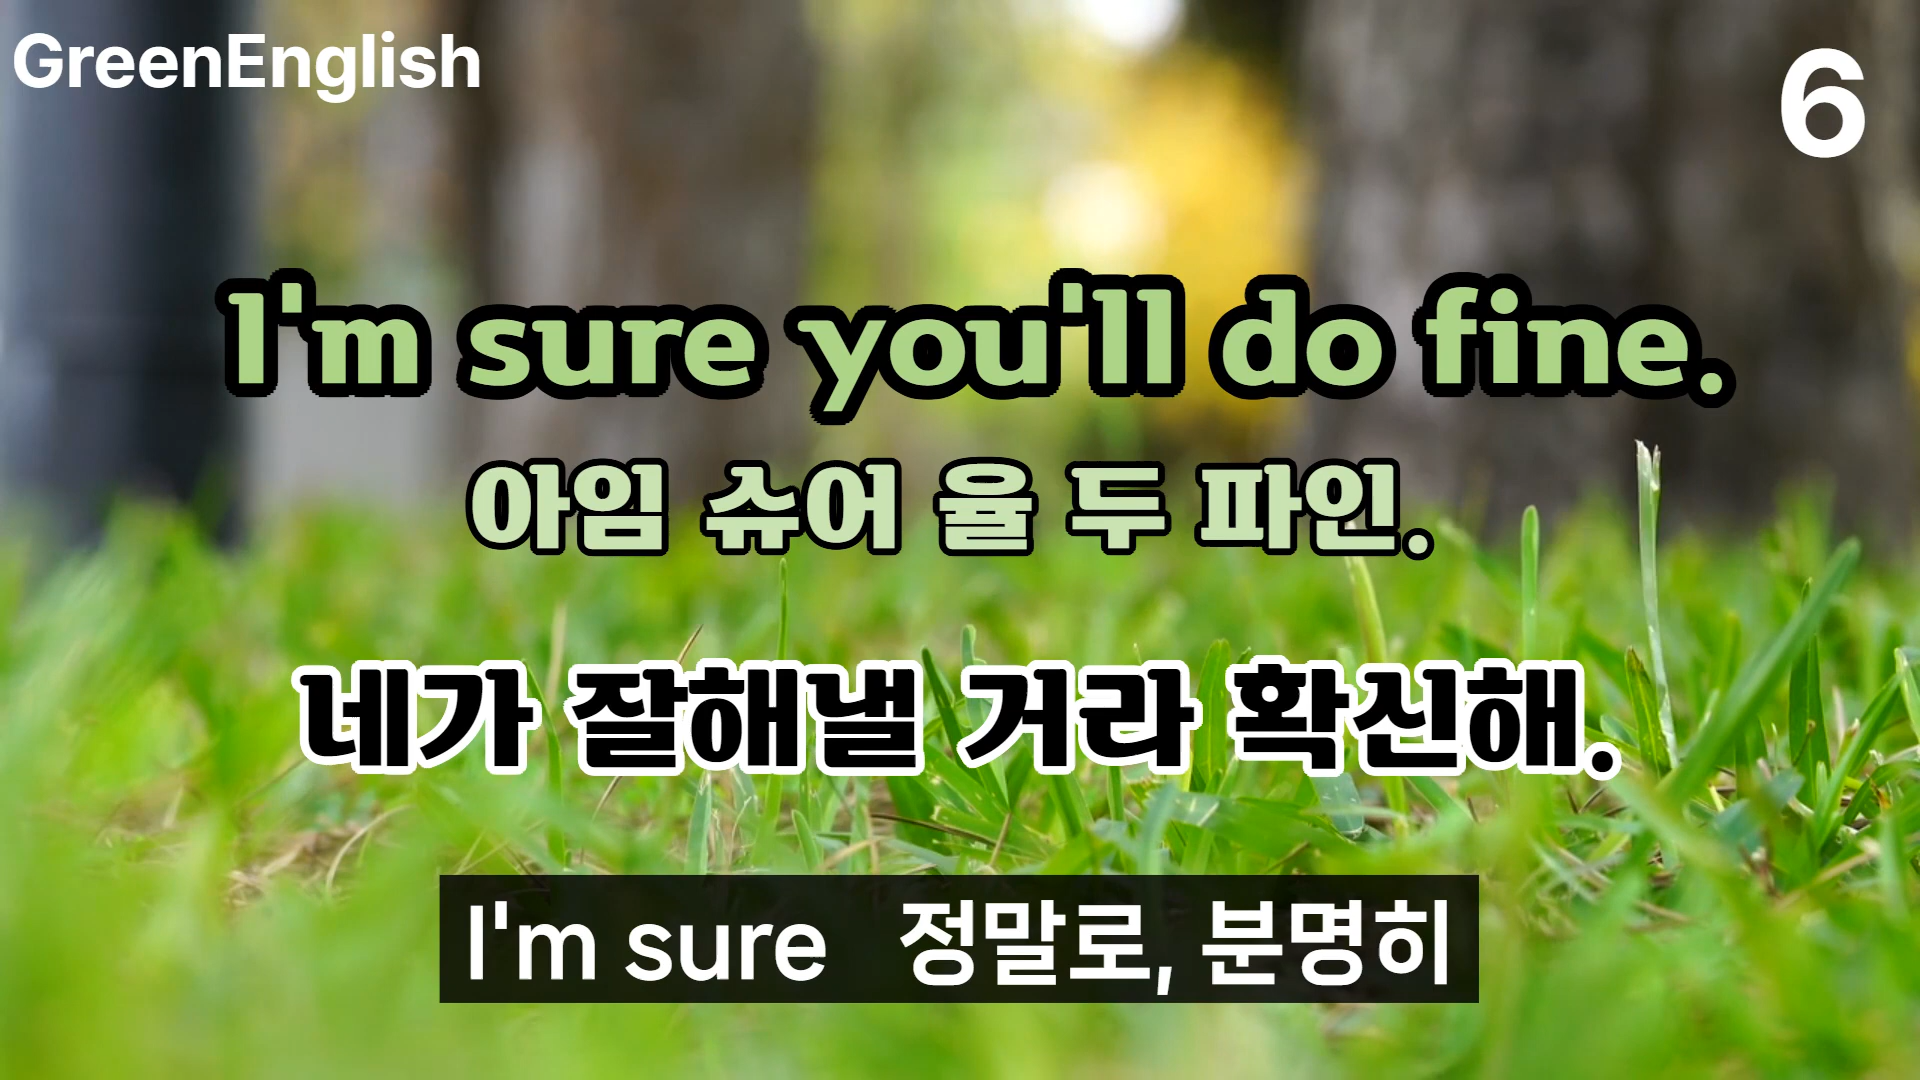 GreenEnglish
6
I'm sure you'll do fine.
아임 슈어 율 두 파인.
네가 잘해낼 거라 확신해.
I'm sure 정말로, 분명히